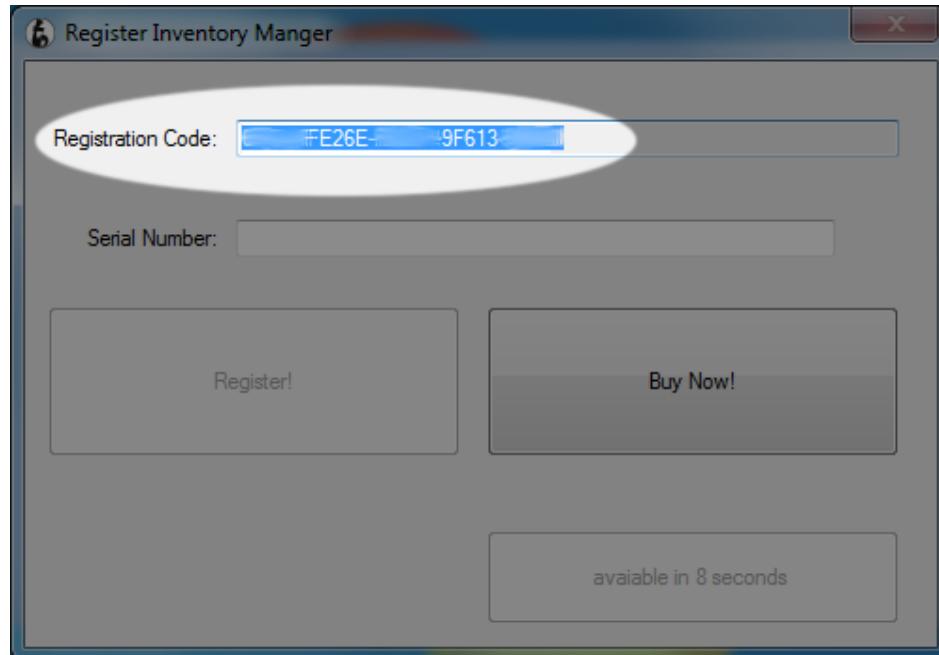 Register Inventory Manger
Registration Code: FE26E- 9F613-
Serial Number:
Register!
Buy Now!
avaiable in 8 seconds